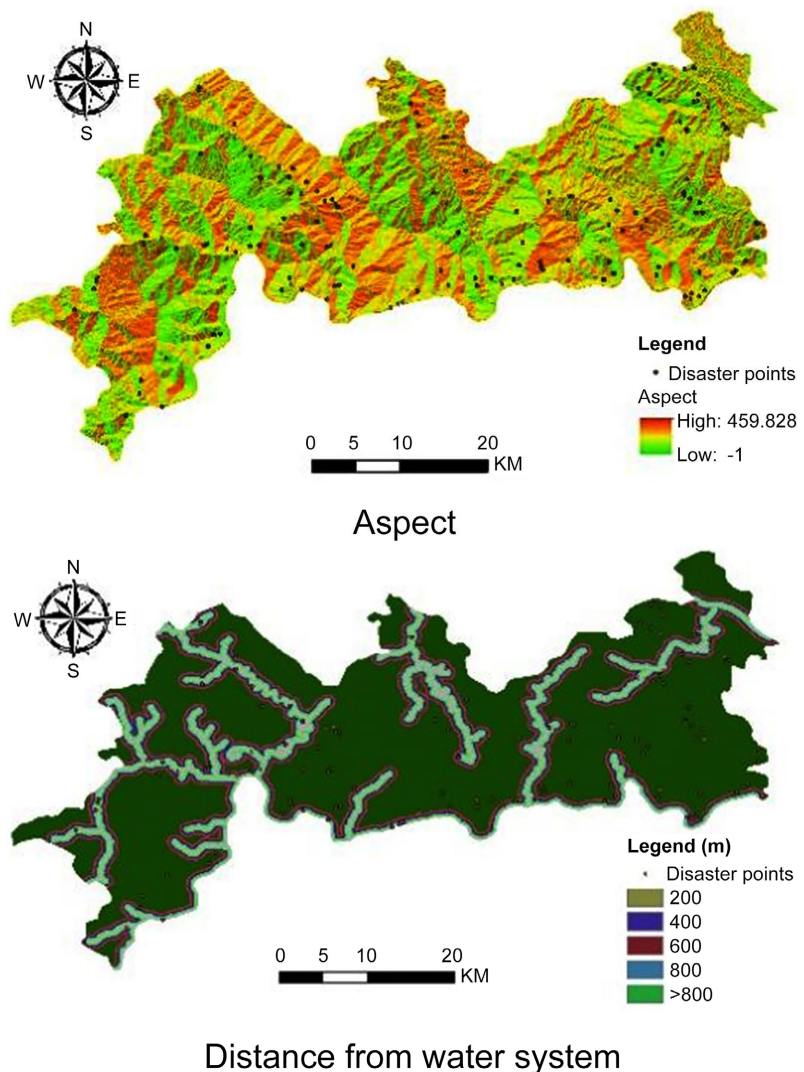 N
W E
S
Legend
Disaster points
Aspect
High: 459.828
Low: -1
0 5 10 20
KM
Aspect
N
W E
S
Legend (m)
Disaster points
200
400
600
800
>800
0 5 10 20
KM
Distance from water system